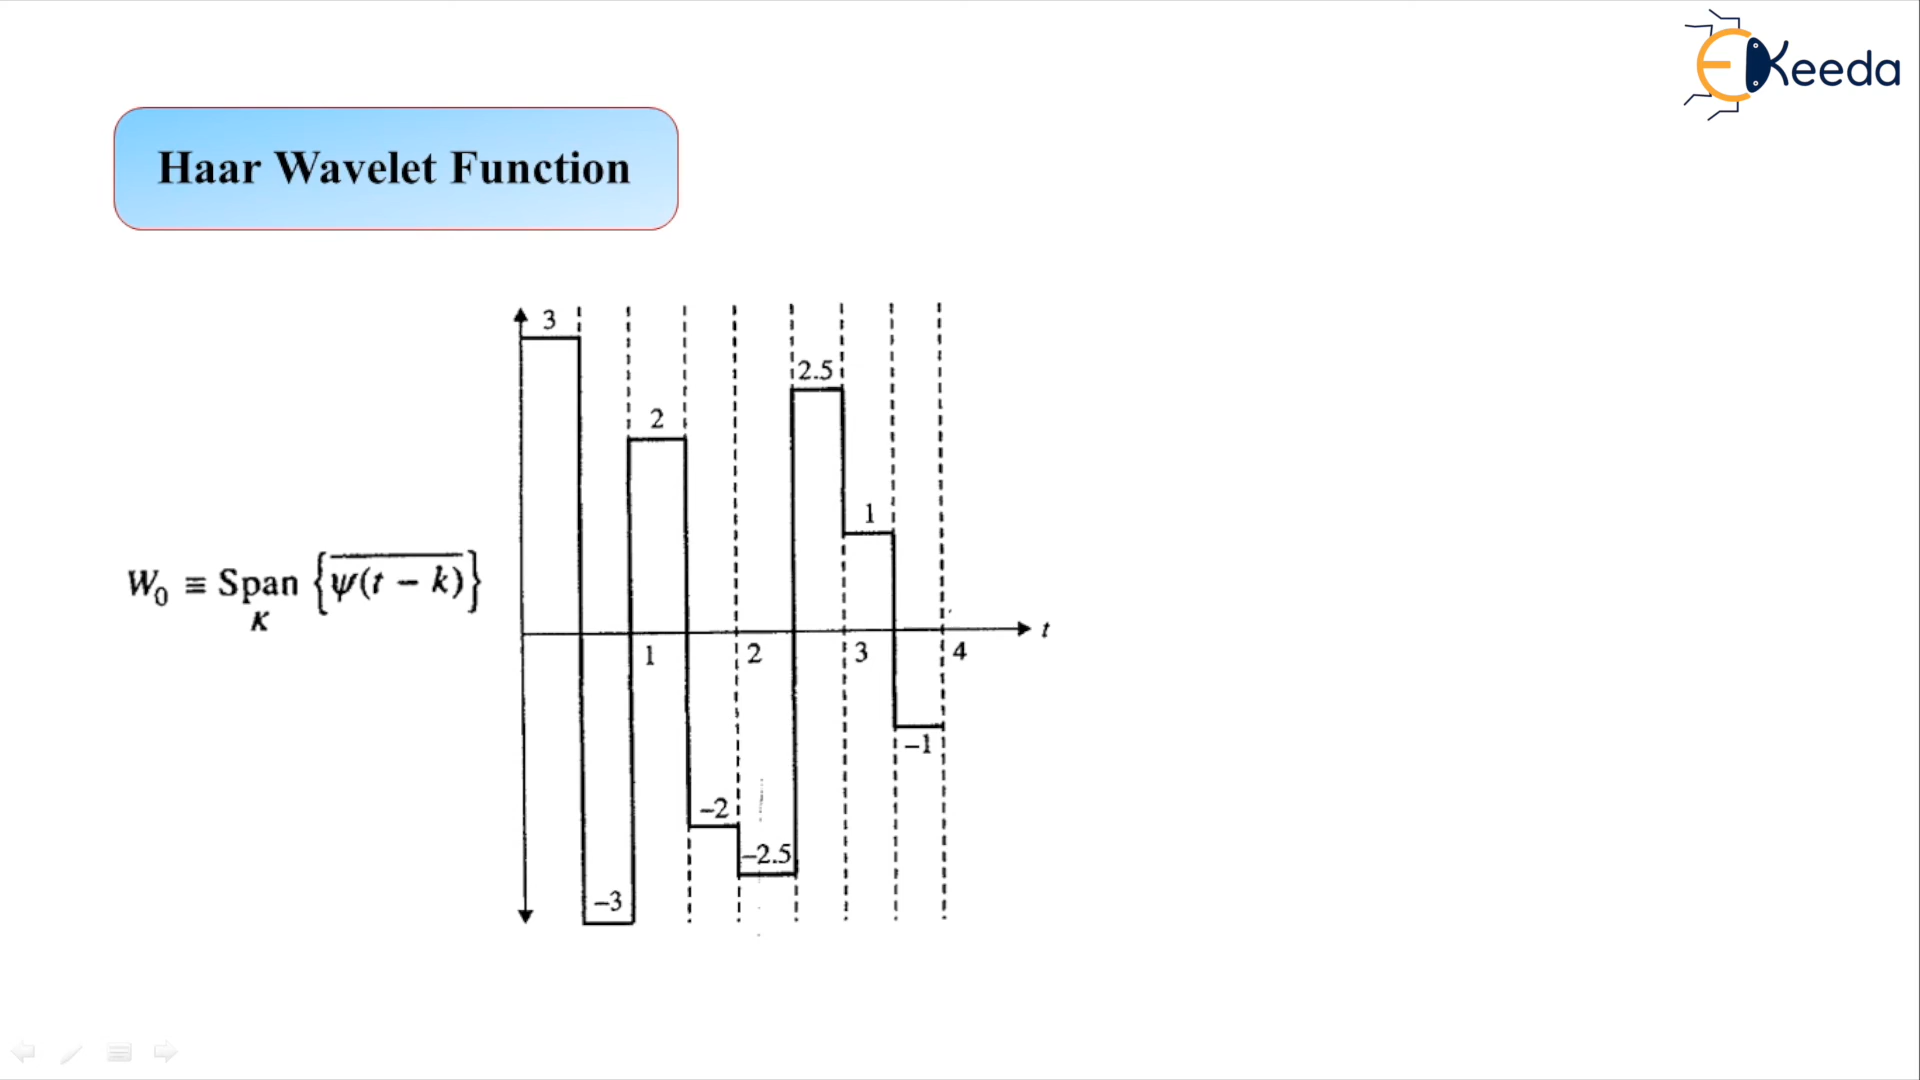 EKeeda
Haar Wavelet Function
3
2.5
2
1
W₀ ≡ Span {ψ(t − k)}
K
t
1
2
3
4
−1
−2
−2.5
−3